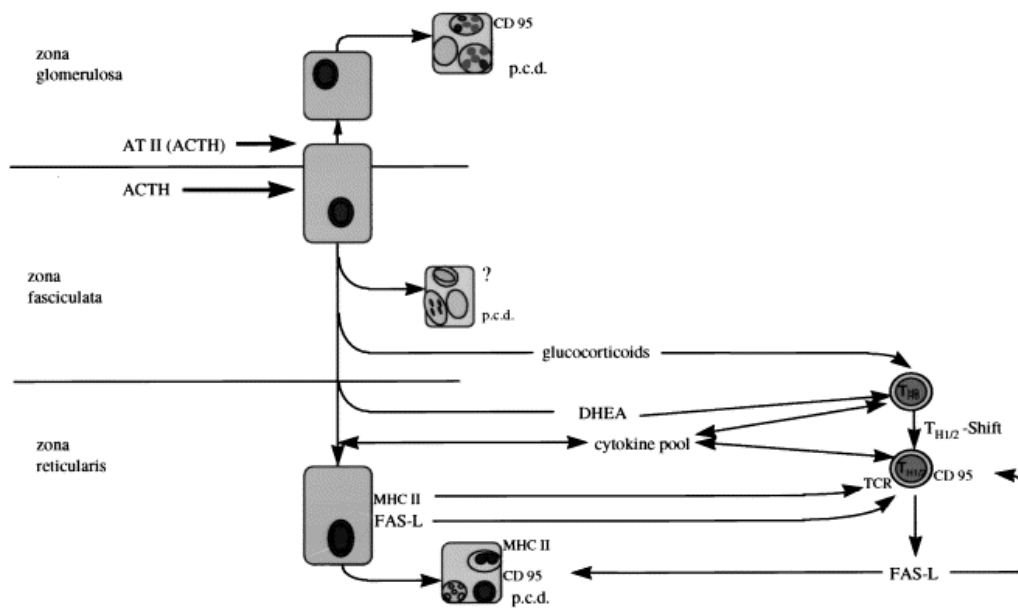 CD 95
zona
glomerulosa
p.c.d.
AT II (ACTH)
ACTH
zona
fasciculata
?
p.c.d.
glucocorticoids
DHEA
T_H1/2 -Shift
zona
reticularis
cytokine pool
T_H1/2
TCR
CD 95
MHC II
FAS-L
MHC II
CD 95
FAS-L
p.c.d.